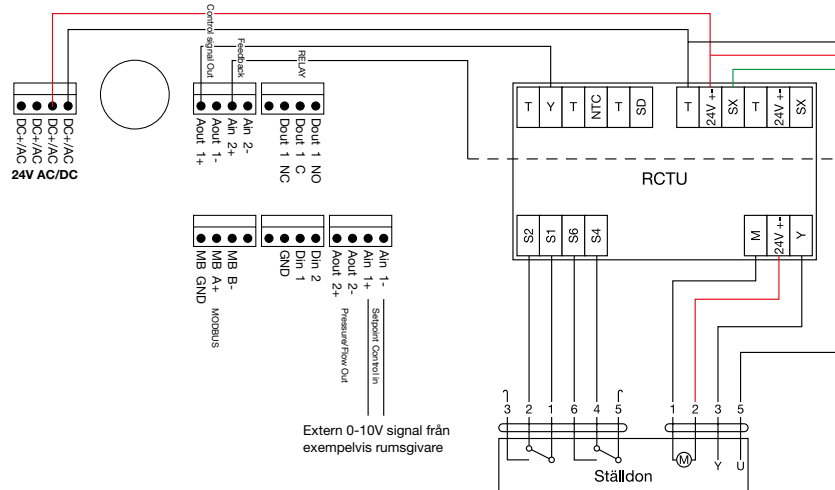 Control signal Out
Feedback
RELAY
DC+/AC
DC+/AC
DC+/AC
DC+/AC
24V AC/DC
Aout 1+
Aout 1-
Ain 2+
Ain 2-
Dout 1 NC
Dout 1 C
Dout 1 NO
T
Y
T
NTC
T
SD
T
24V +-
SX
T
24V +-
SX
RCTU
S2
S1
S6
S4
M
24V +-
Y
MB GND
MB A+
MB B-
MODBUS
GND
Din 1
Din 2
Aout 2+
Aout 2-
Pressure/Flow Out
Ain 1+
Ain 1-
Setpoint Control in
Extern 0-10V signal från
exempelvis rumsgivare
3 2 1 6 4 5
1 2 3 5
M Y U
Ställdon